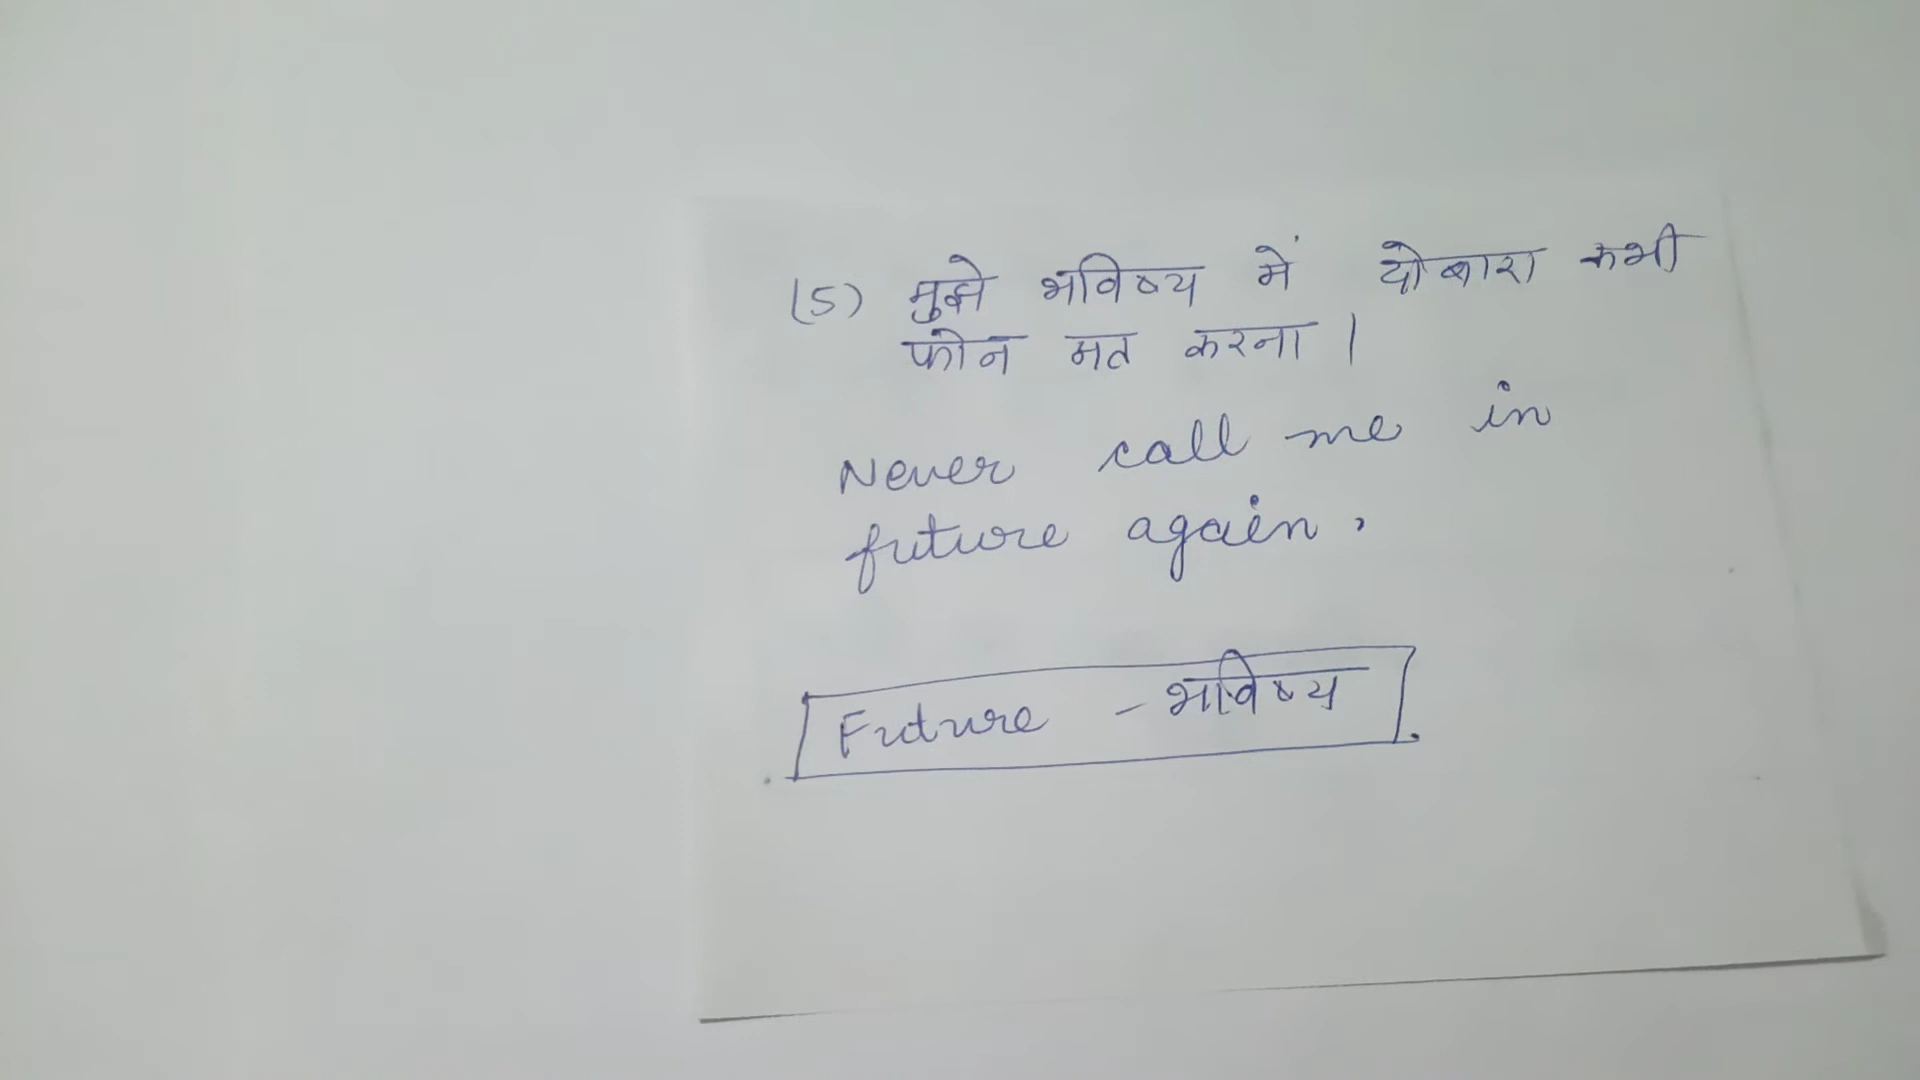 (5) मुझे भविष्य में दोबारा कभी
फोन मत करना।
Never call me in
future again.
Future - भविष्य